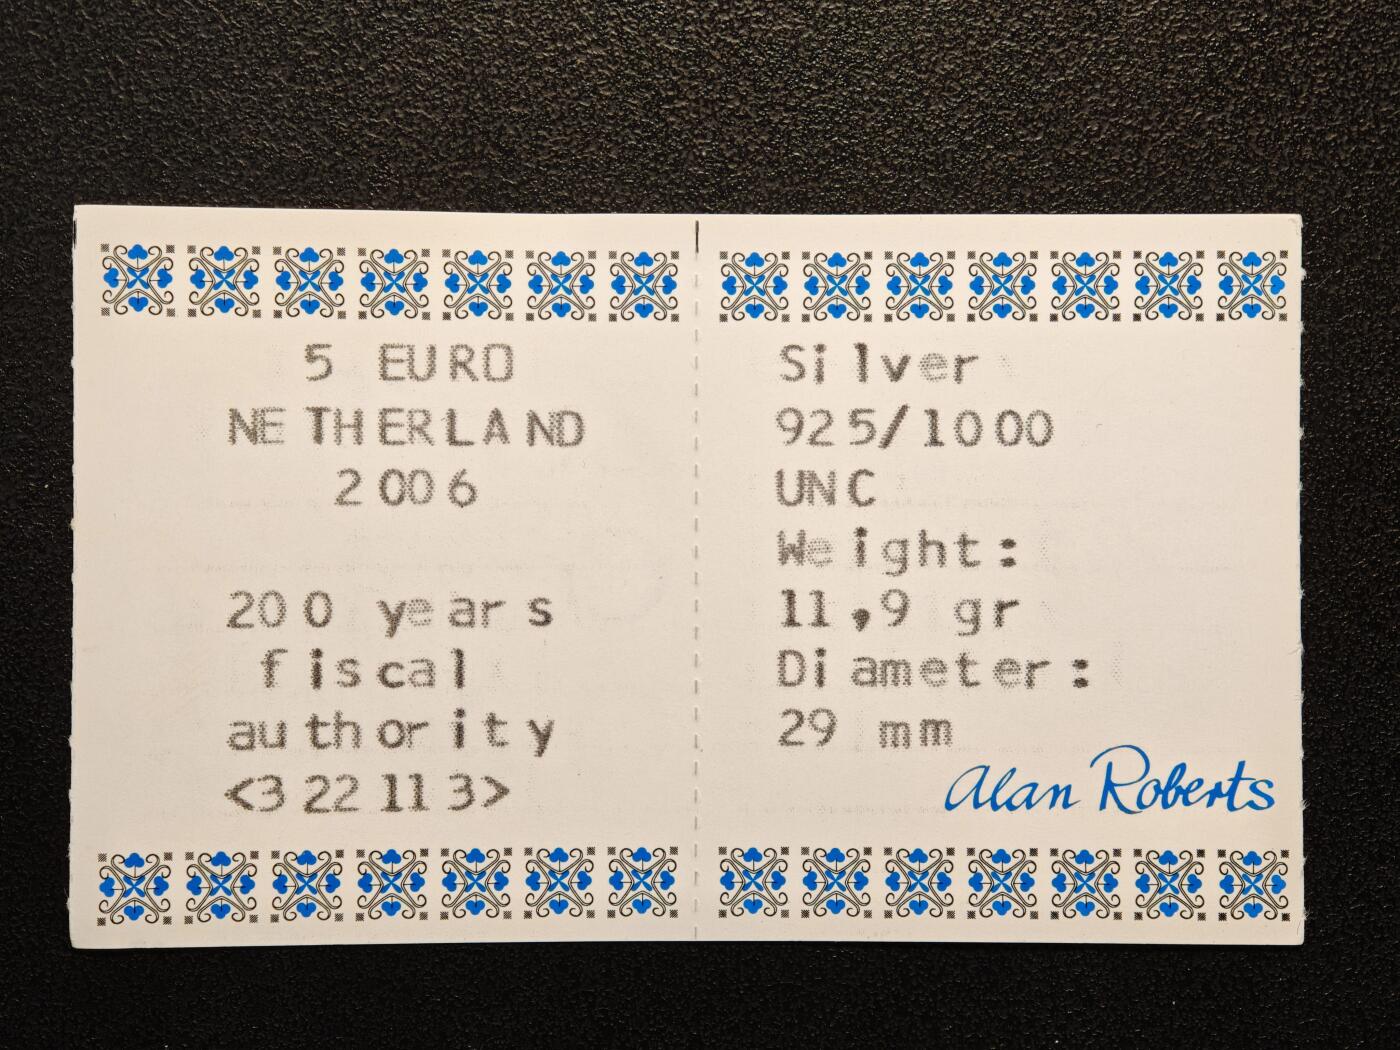 5 EURO
NETHERLAND
2006
200 years
fiscal
authority
<322113>
Silver
925/1000
UNC
Weight:
11,9 gr
Diameter:
29 mm
Alan Roberts